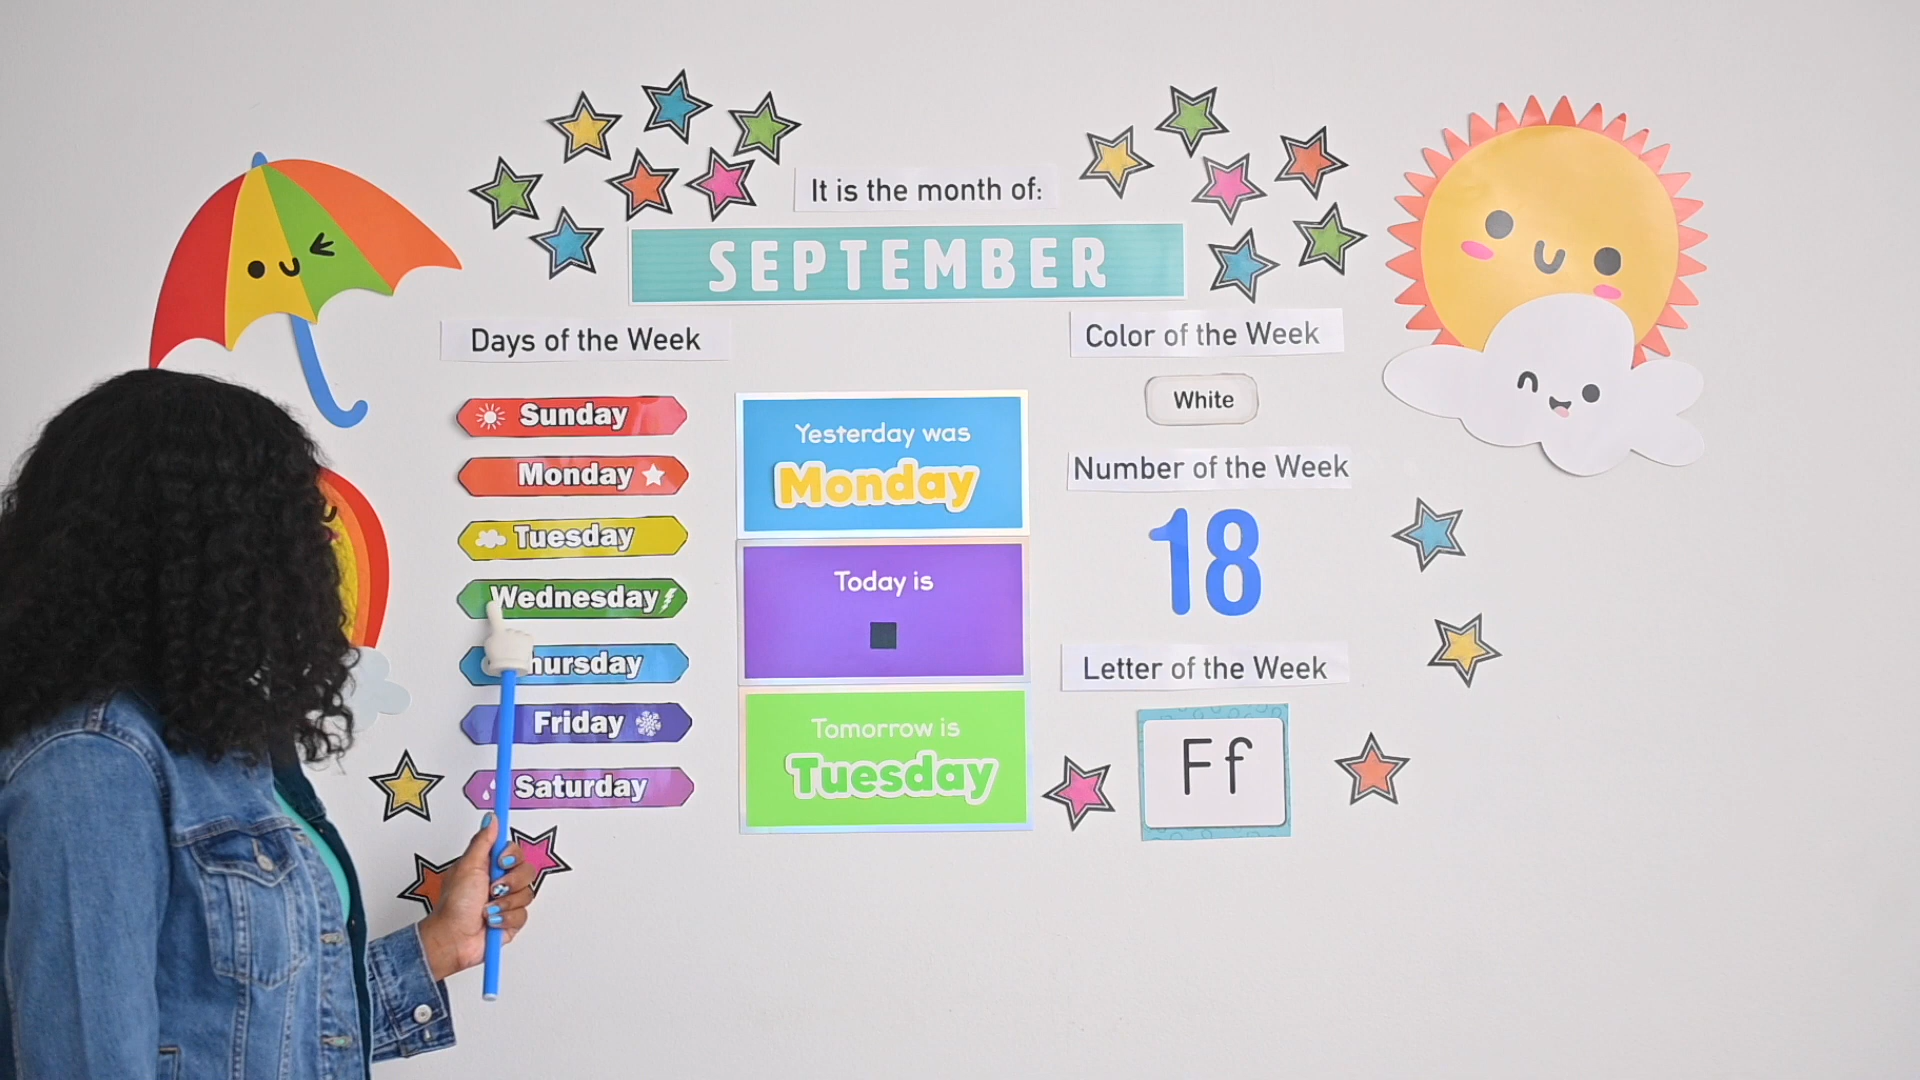 It is the month of:
SEPTEMBER
Days of the Week
Sunday
Monday
Tuesday
Wednesday
Thursday
Friday
Saturday
Yesterday was
Monday
Today is
Tomorrow is
Tuesday
Color of the Week
White
Number of the Week
18
Letter of the Week
Ff